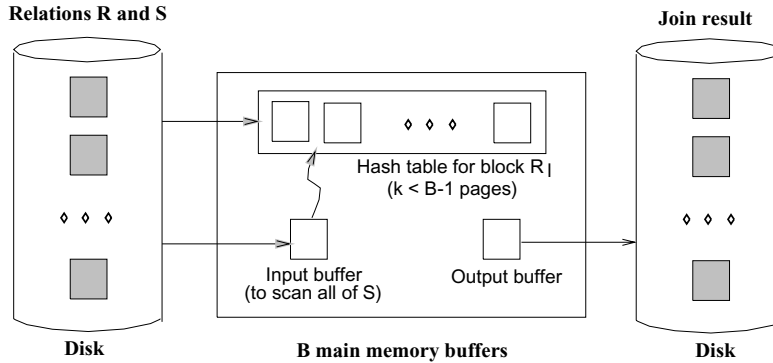 Relations R and S
Join result
Hash table for block R l
(k < B-1 pages)
Input buffer
(to scan all of S)
Output buffer
Disk
B main memory buffers
Disk